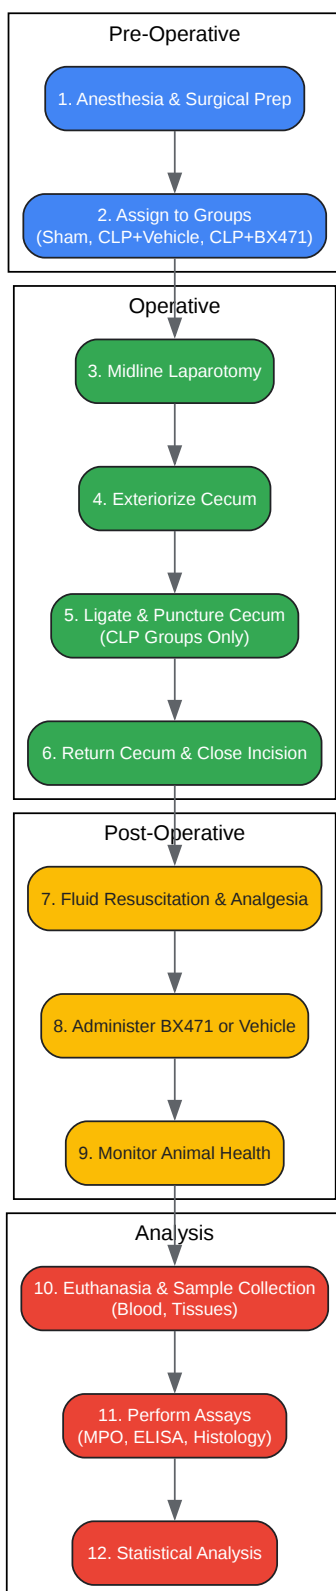 Pre-Operative
1. Anesthesia & Surgical Prep
2. Assign to Groups
(Sham, CLP+Vehicle, CLP+BX471)
Operative
3. Midline Laparotomy
4. Exteriorize Cecum
5. Ligate & Puncture Cecum
(CLP Groups Only)
6. Return Cecum & Close Incision
Post-Operative
7. Fluid Resuscitation & Analgesia
8. Administer BX471 or Vehicle
9. Monitor Animal Health
Analysis
10. Euthanasia & Sample Collection
(Blood, Tissues)
11. Perform Assays
(MPO, ELISA, Histology)
12. Statistical Analysis